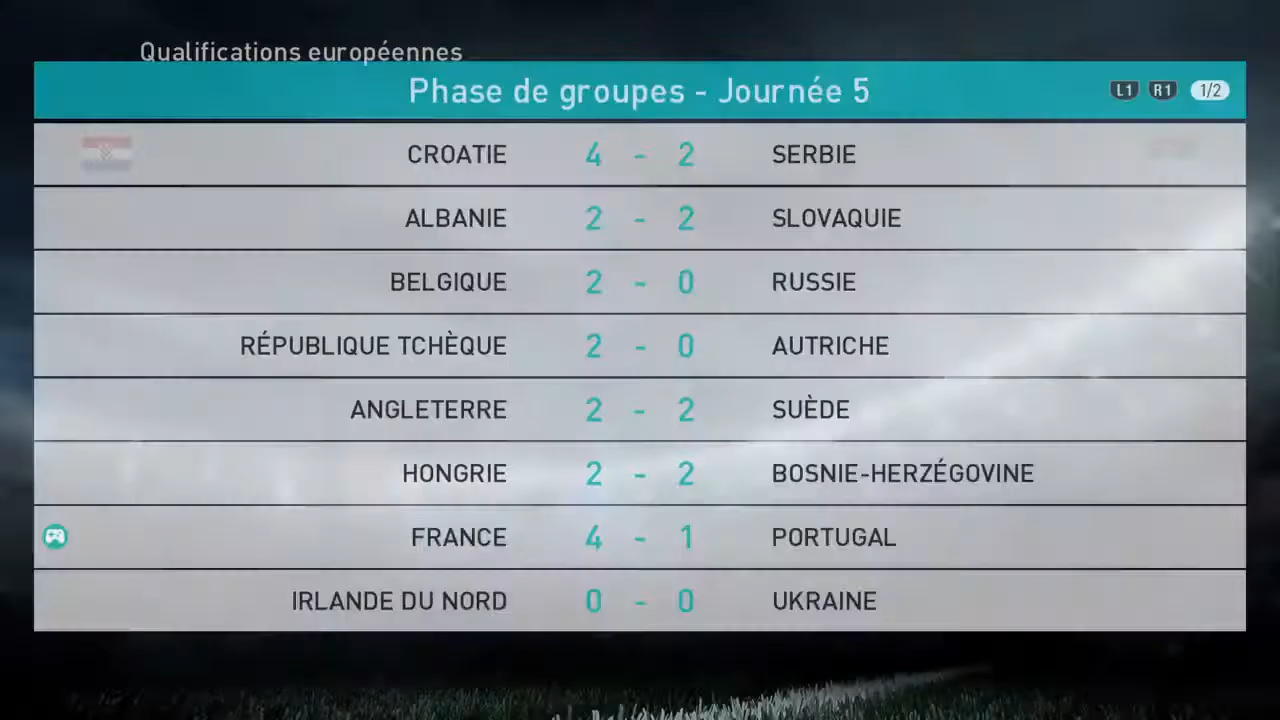 Qualifications européennes
Phase de groupes - Journée 5 L1 R1 1/2
CROATIE 4 - 2 SERBIE
ALBANIE 2 - 2 SLOVAQUIE
BELGIQUE 2 - 0 RUSSIE
RÉPUBLIQUE TCHÈQUE 2 - 0 AUTRICHE
ANGLETERRE 2 - 2 SUÈDE
HONGRIE 2 - 2 BOSNIE-HERZÉGOVINE
FRANCE 4 - 1 PORTUGAL
IRLANDE DU NORD 0 - 0 UKRAINE